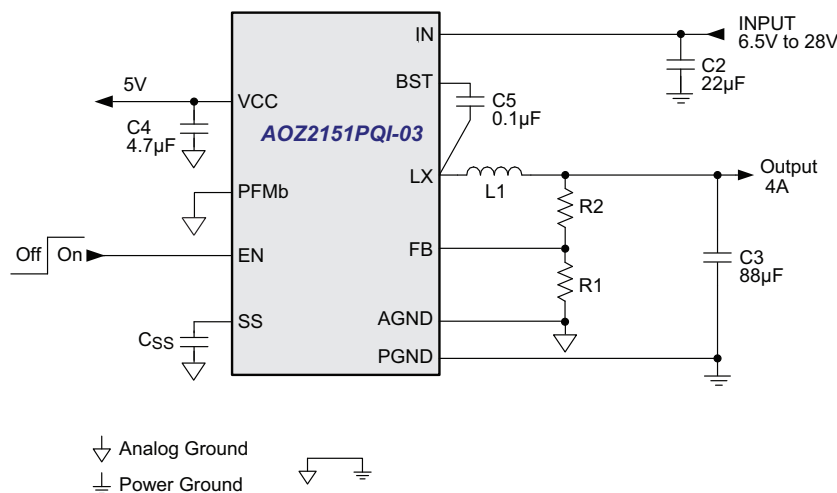 IN
INPUT
6.5V to 28V
C2
22µF
BST
C5
0.1µF
5V
VCC
C4
4.7µF
AOZ2151PQI-03
LX
L1
Output
4A
PFMb
R2
Off
On
EN
FB
C3
88µF
R1
SS
CSS
AGND
PGND
Analog Ground
Power Ground